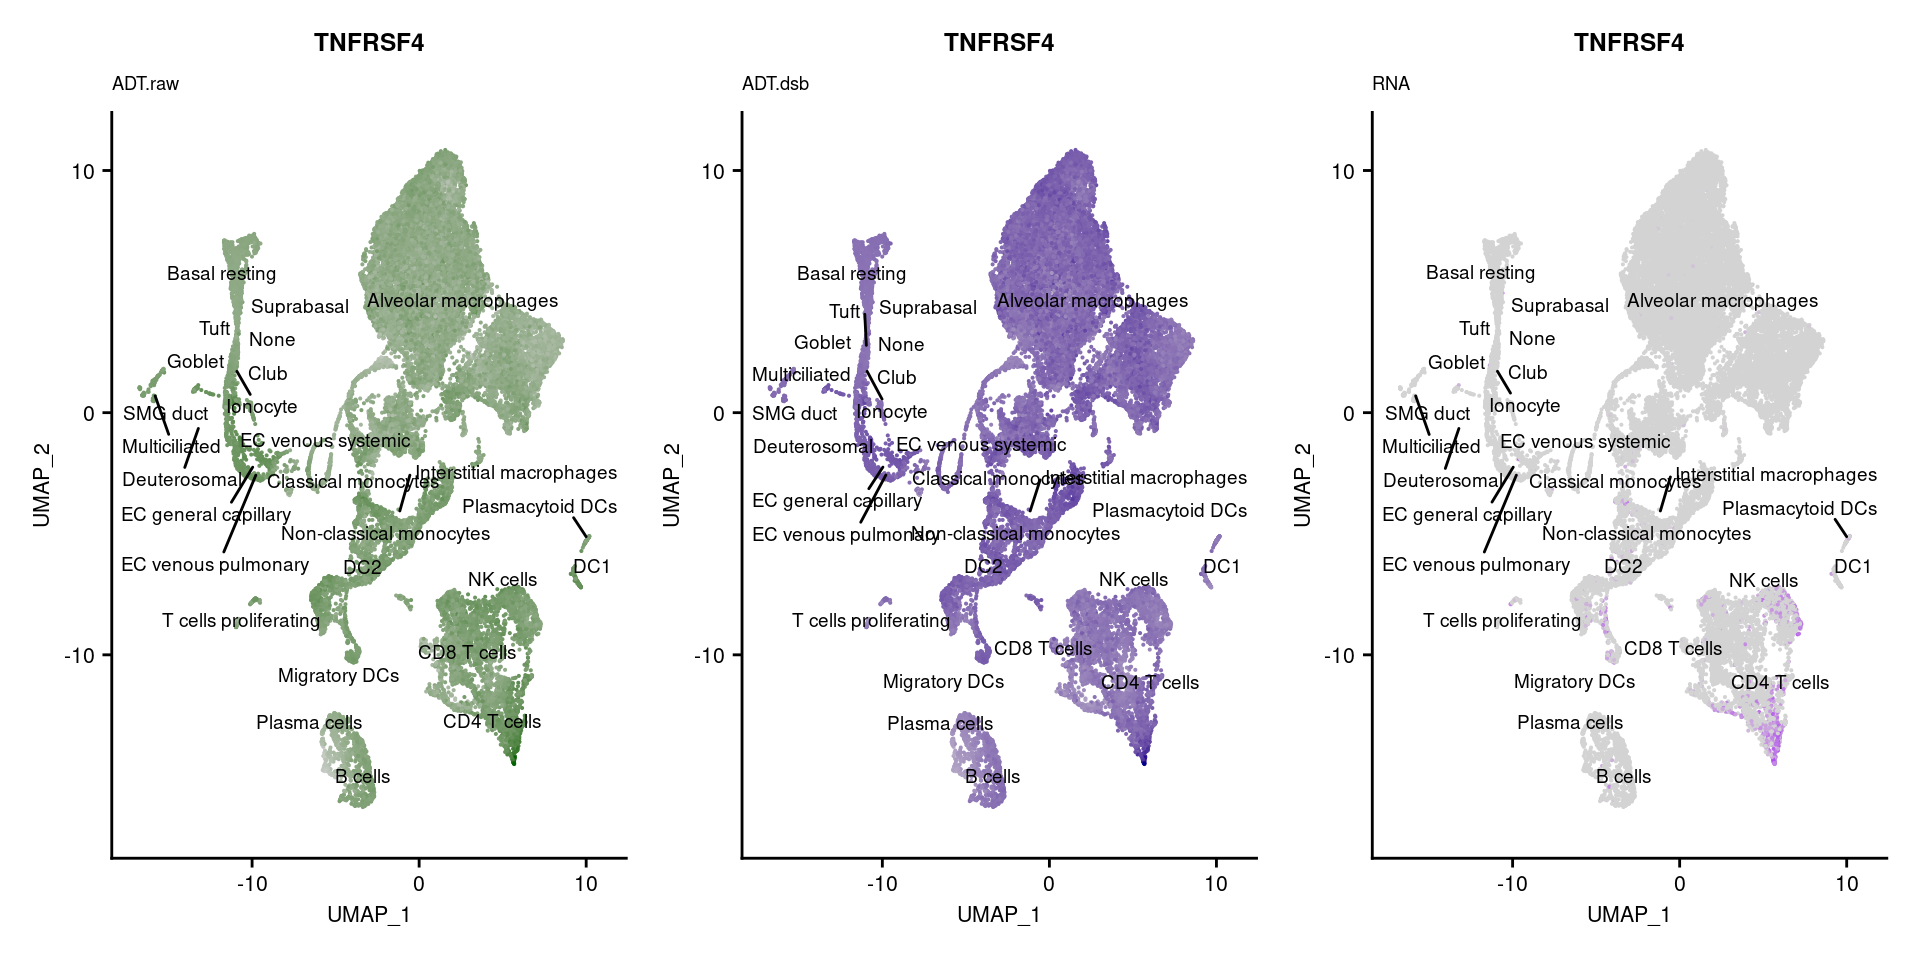 TNFRSF4
ADT.raw
10
0
-10
UMAP_2
Basal resting
Suprabasal
Alveolar macrophages
Tuft
None
Goblet
Club
SMG duct
Ionocyte
Multiciliated
EC venous systemic
Deuterosomal
Classical monocytes
Interstitial macrophages
EC general capillary
Plasmacytoid DCs
Non-classical monocytes
EC venous pulmonary
DC2
DC1
NK cells
T cells proliferating
CD8 T cells
Migratory DCs
Plasma cells
CD4 T cells
B cells
-10
0
10
UMAP_1
TNFRSF4
ADT.dsb
10
0
-10
UMAP_2
Basal resting
Suprabasal
Alveolar macrophages
Tuft
None
Goblet
Multiciliated
Club
SMG duct
Ionocyte
Deuterosomal
EC venous systemic
Classical monocytes
Interstitial macrophages
EC general capillary
Plasmacytoid DCs
EC venous pulmonary
Non-classical monocytes
DC2
DC1
NK cells
T cells proliferating
CD8 T cells
Migratory DCs
CD4 T cells
Plasma cells
B cells
-10
0
10
UMAP_1
TNFRSF4
RNA
10
0
-10
UMAP_2
Basal resting
Suprabasal
Alveolar macrophages
Tuft
None
Goblet
Club
SMG duct
Ionocyte
Multiciliated
EC venous systemic
Deuterosomal
Classical monocytes
Interstitial macrophages
EC general capillary
Plasmacytoid DCs
Non-classical monocytes
EC venous pulmonary
DC2
DC1
NK cells
T cells proliferating
CD8 T cells
Migratory DCs
CD4 T cells
Plasma cells
B cells
-10
0
10
UMAP_1